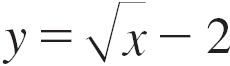 y = √x − 2